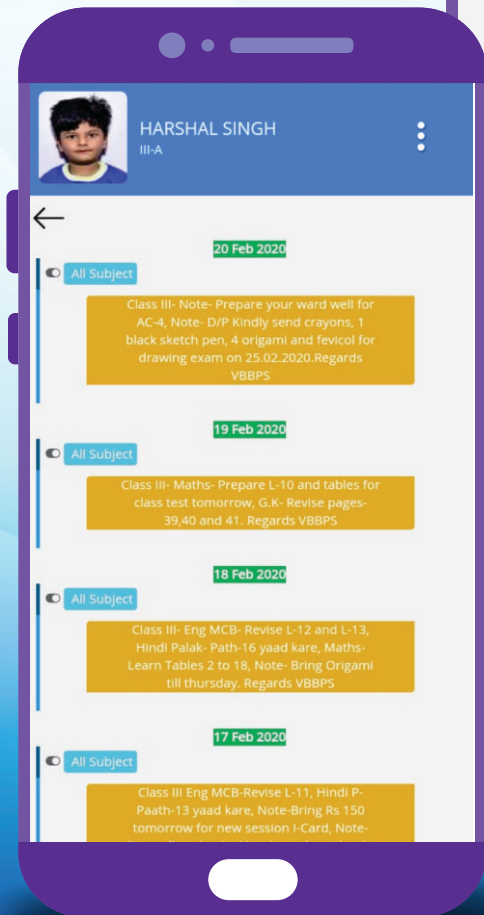 HARSHAL SINGH
III-A
20 Feb 2020
All Subject
Class III- Note- Prepare your ward well for
AC-4, Note- D/P Kindly send crayons, 1
black sketch pen, 4 origami and fevicol for
drawing exam on 25.02.2020.Regards
VBBPS
19 Feb 2020
All Subject
Class III- Maths- Prepare L-10 and tables for
class test tomorrow, G.K- Revise pages-
39,40 and 41. Regards VBBPS
18 Feb 2020
All Subject
Class III- Eng MCB- Revise L-12 and L-13,
Hindi Palak- Path-16 yaad kare, Maths-
Learn Tables 2 to 18, Note- Bring Origami
till thursday. Regards VBBPS
17 Feb 2020
All Subject
Class III Eng MCB-Revise L-11, Hindi P-
Paath-13 yaad kare, Note-Bring Rs 150
tomorrow for new session I-Card, Note-